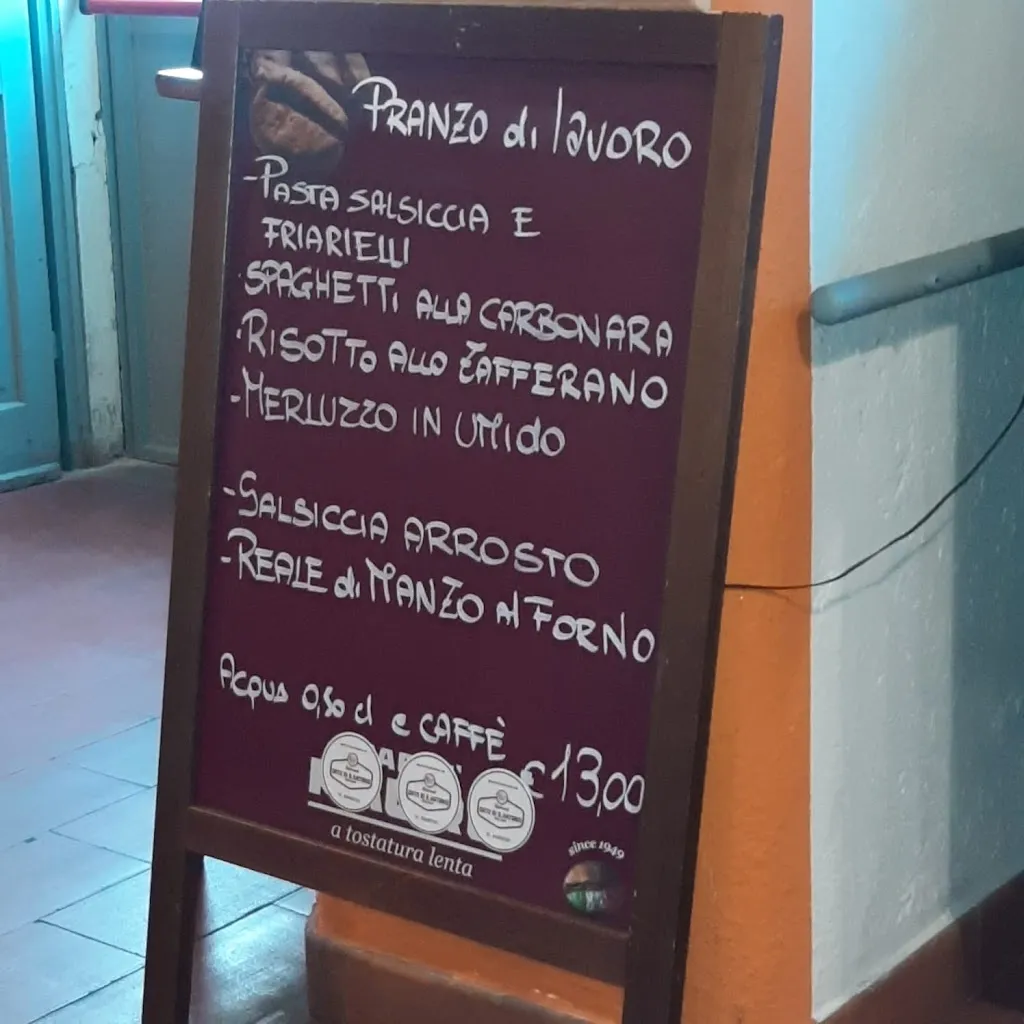 PRANZO di lavoro
-PASTA SALSICCIA E
FRIARIELLI
·SPAGHETTI ALLA CARBONARA
·RISOTTO ALLO ZAFFERANO
-MERLUZZO IN UMIDO
-SALSICCIA ARROSTO
-REALE di MANZO Al FORNO
ACQUA 0,50 cl e CAFFÈ
€ 13,00
a tostatura lenta
since 1949